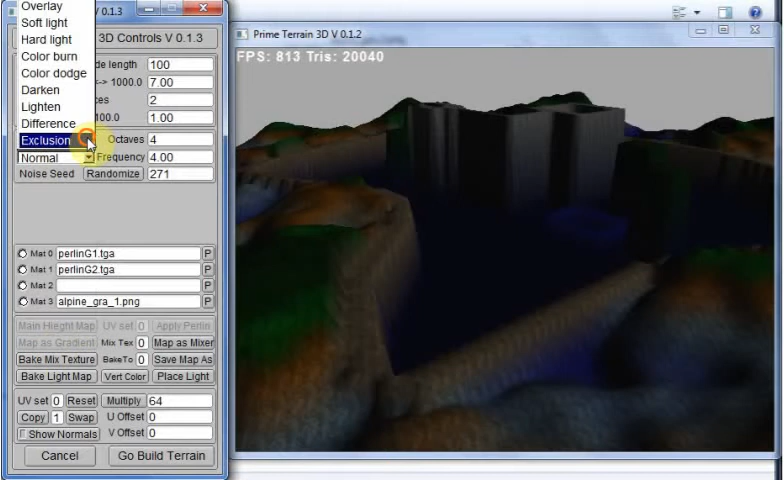 Overlay
V 0.1.3
Soft light
Hard light
3D Controls V 0.1.3
Color burn
de length 100
Color dodge
<-> 1000.0 7.00
Darken
ces 2
Lighten
100.0 1.00
Difference
Exclusion Octaves 4
Normal Frequency 4.00
Noise Seed Randomize 271
Mat 0 perlinG1.tga P
Mat 1 perlinG2.tga P
Mat 2 P
Mat 3 alpine_gra_1.png P
Main Hieght Map UV set 0 Apply Perlin
Map as Gradient Mix Tex 0 Map as Mixer
Bake Mix Texture BakeTo 0 Save Map As
Bake Light Map Vert Color Place Light
UV set 0 Reset Multiply 64
Copy 1 Swap U Offset 0
Show Normals V Offset 0
Cancel Go Build Terrain
Prime Terrain 3D V 0.1.2
FPS: 813 Tris: 20040